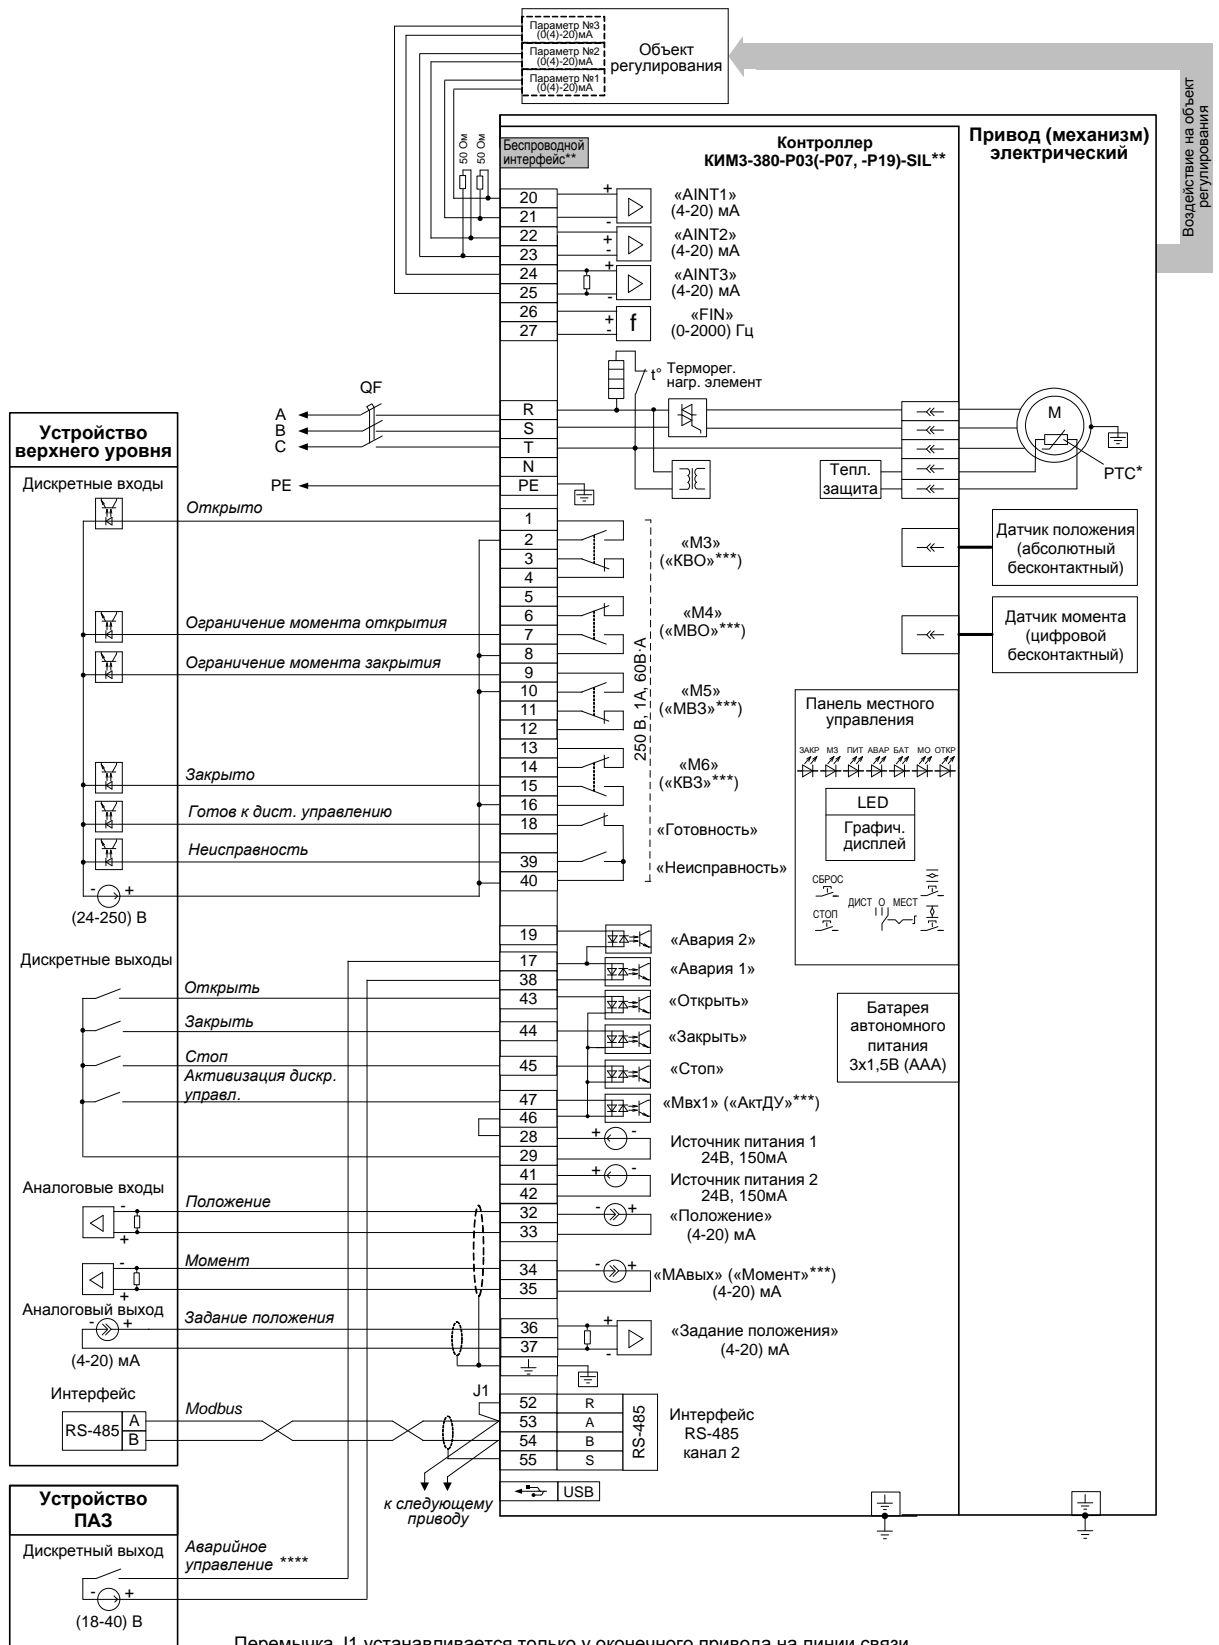 Параметр №3
(0(4)-20)мА
Параметр №2
(0(4)-20)мА
Параметр №1
(0(4)-20)мА
Объект
регулирования
Воздействие на объект
регулирования
50 Ом
50 Ом
Беспроводной
интерфейс**
Контроллер
КИМ3-380-Р03(-Р07, -Р19)-SIL**
Привод (механизм)
электрический
20
21
22
23
24
25
26
27
+
-
«AINT1»
(4-20) мА
+
-
«AINT2»
(4-20) мА
+
-
«AINT3»
(4-20) мА
+
-
f
«FIN»
(0-2000) Гц
t°
Терморег.
нагр. элемент
QF
A
B
C
PE
R
S
T
N
PE
Тепл.
защита
M
PTC*
Устройство
верхнего уровня
Дискретные входы
Открыто
Ограничение момента открытия
Ограничение момента закрытия
Закрыто
Готов к дист. управлению
Неисправность
- +
(24-250) В
1
2
3
4
5
6
7
8
9
10
11
12
13
14
15
16
18
39
40
«М3»
(«КВО»***)
«М4»
(«МВО»***)
«М5»
(«МВЗ»***)
«М6»
(«КВЗ»***)
«Готовность»
«Неисправность»
250 В, 1А, 60В·А
Датчик положения
(абсолютный
бесконтактный)
Датчик момента
(цифровой
бесконтактный)
Панель местного
управления
ЗАКР МЗ ПИТ АВАР БАТ МО ОТКР
LED
Графич.
дисплей
СБРОС
СТОП
ДИСТ О МЕСТ
Батарея
автономного
питания
3х1,5В (ААА)
Дискретные выходы
Открыть
Закрыть
Стоп
Активизация дискр.
управл.
19
17
38
43
44
45
47
46
28
29
41
42
32
33
34
35
36
37
«Авария 2»
«Авария 1»
«Открыть»
«Закрыть»
«Стоп»
«Мвх1» («АктДУ»***)
+ -
Источник питания 1
24В, 150мА
+ -
Источник питания 2
24В, 150мА
- +
«Положение»
(4-20) мА
- +
«МАвых» («Момент»***)
(4-20) мА
+
-
«Задание положения»
(4-20) мА
Аналоговые входы
-
+
Положение
-
+
Момент
Аналоговый выход
- +
Задание положения
(4-20) мА
Интерфейс
RS-485
A
B
Modbus
J1
52 R
53 A
54 B
55 S
RS-485
Интерфейс
RS-485
канал 2
USB
к следующему
приводу
Устройство
ПАЗ
Дискретный выход
Аварийное
управление ****
- +
(18-40) В
Перемычка J1 устанавливается только у оконечного привода на линии связи